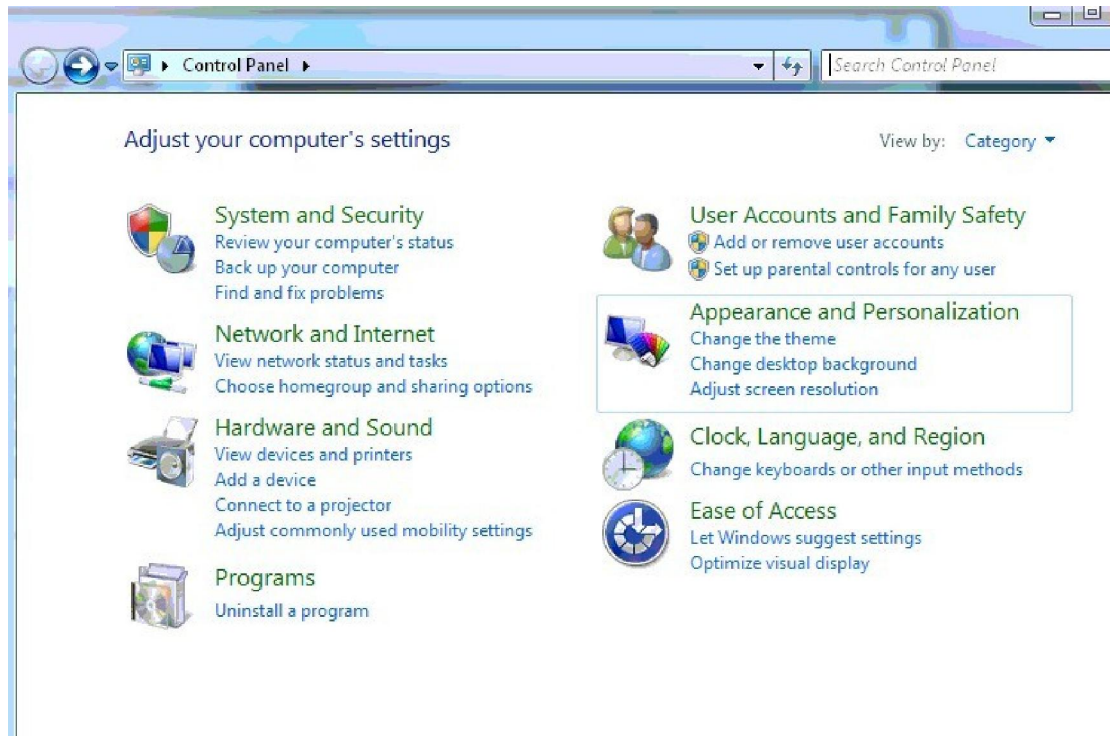 Control Panel
Search Control Panel
Adjust your computer's settings
View by: Category
System and Security
Review your computer's status
Back up your computer
Find and fix problems
Network and Internet
View network status and tasks
Choose homegroup and sharing options
Hardware and Sound
View devices and printers
Add a device
Connect to a projector
Adjust commonly used mobility settings
Programs
Uninstall a program
User Accounts and Family Safety
Add or remove user accounts
Set up parental controls for any user
Appearance and Personalization
Change the theme
Change desktop background
Adjust screen resolution
Clock, Language, and Region
Change keyboards or other input methods
Ease of Access
Let Windows suggest settings
Optimize visual display